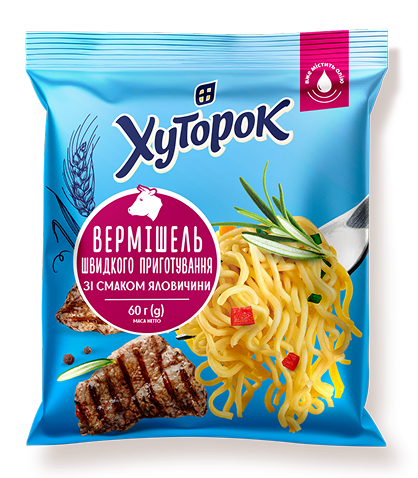 вже містить олію
Хуторок
ВЕРМІШЕЛЬ
ШВИДКОГО ПРИГОТУВАННЯ
ЗІ СМАКОМ ЯЛОВИЧИНИ
60 г (g)
МАСА НЕТТО